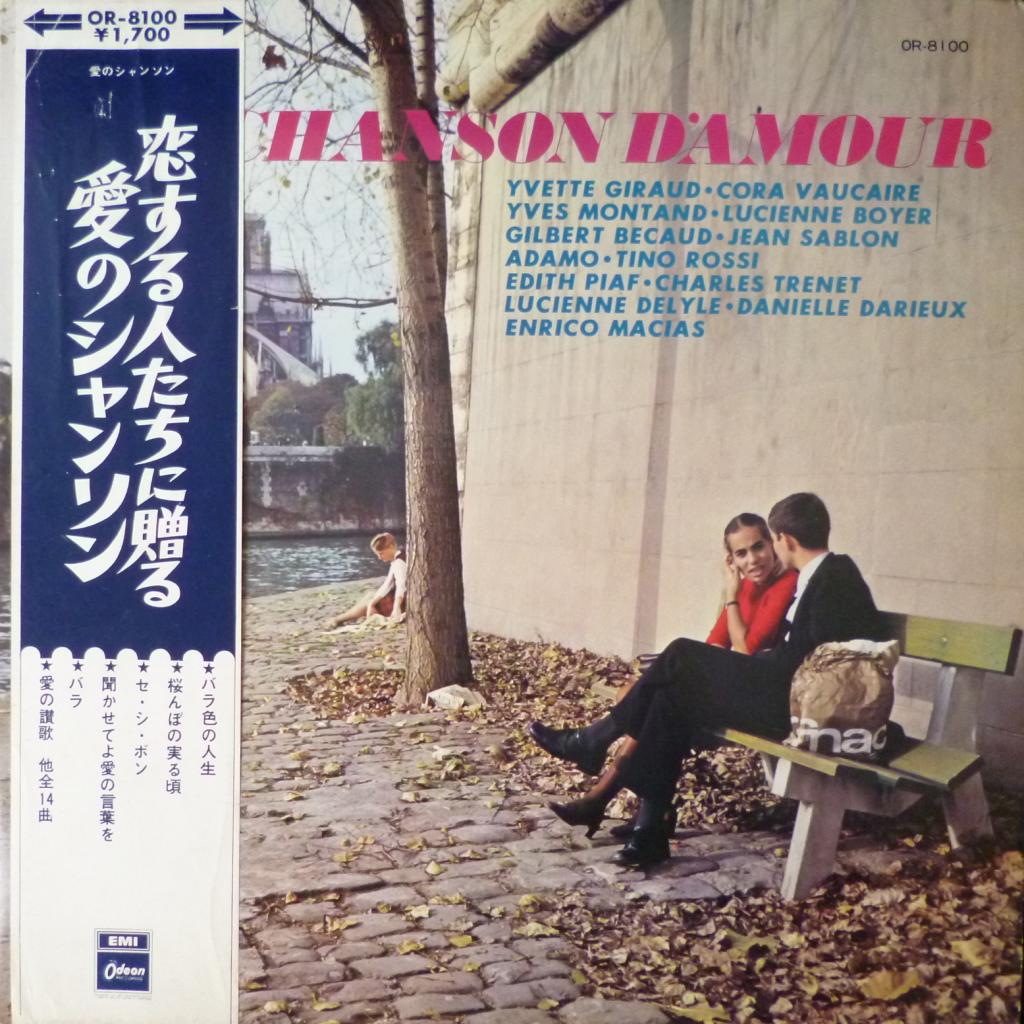 OR-8100
¥1,700
愛のシャンソン
恋する人たちに贈る
愛のシャンソン
★バラ色の人生
★桜んぼの実る頃
★セ・シ・ボン
★聞かせてよ愛の言葉を
★バラ
★愛の讃歌 他全14曲
EMI
Odeon
OR-8100
HANSON D'AMOUR
YVETTE GIRAUD•CORA VAUCAIRE
YVES MONTAND•LUCIENNE BOYER
GILBERT BECAUD•JEAN SABLON
ADAMO•TINO ROSSI
EDITH PIAF•CHARLES TRENET
LUCIENNE DELYLE•DANIELLE DARIEUX
ENRICO MACIAS
fnac